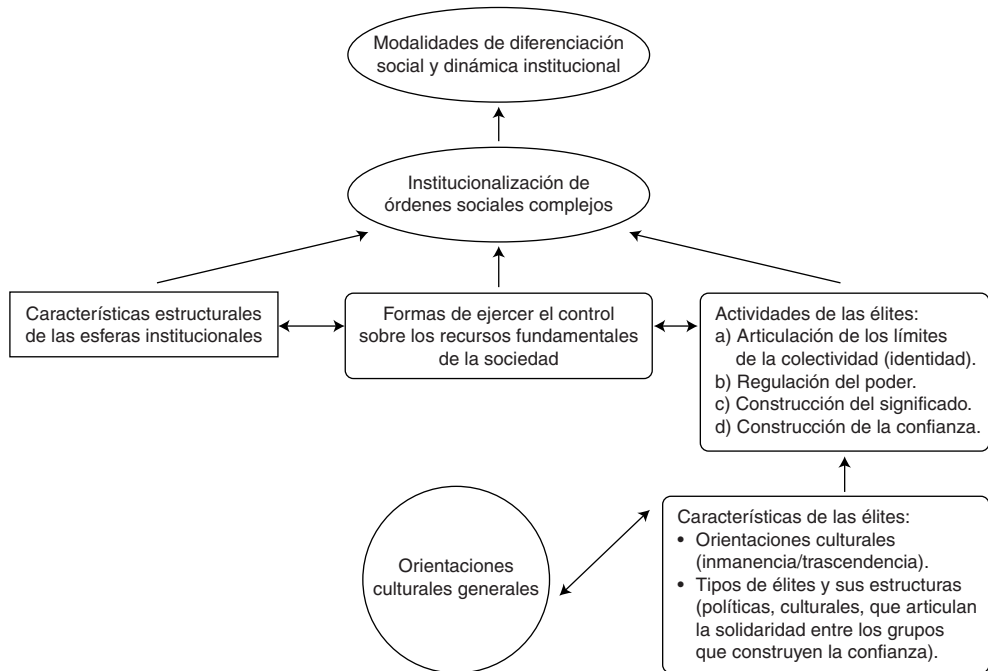 Modalidades de diferenciación
social y dinámica institucional
Institucionalización de
órdenes sociales complejos
Características estructurales
de las esferas institucionales
Formas de ejercer el control
sobre los recursos fundamentales
de la sociedad
Actividades de las élites:
a) Articulación de los límites
de la colectividad (identidad).
b) Regulación del poder.
c) Construcción del significado.
d) Construcción de la confianza.
Orientaciones
culturales generales
Características de las élites:
• Orientaciones culturales
(inmanencia/trascendencia).
• Tipos de élites y sus estructuras
(políticas, culturales, que articulan
la solidaridad entre los grupos
que construyen la confianza).